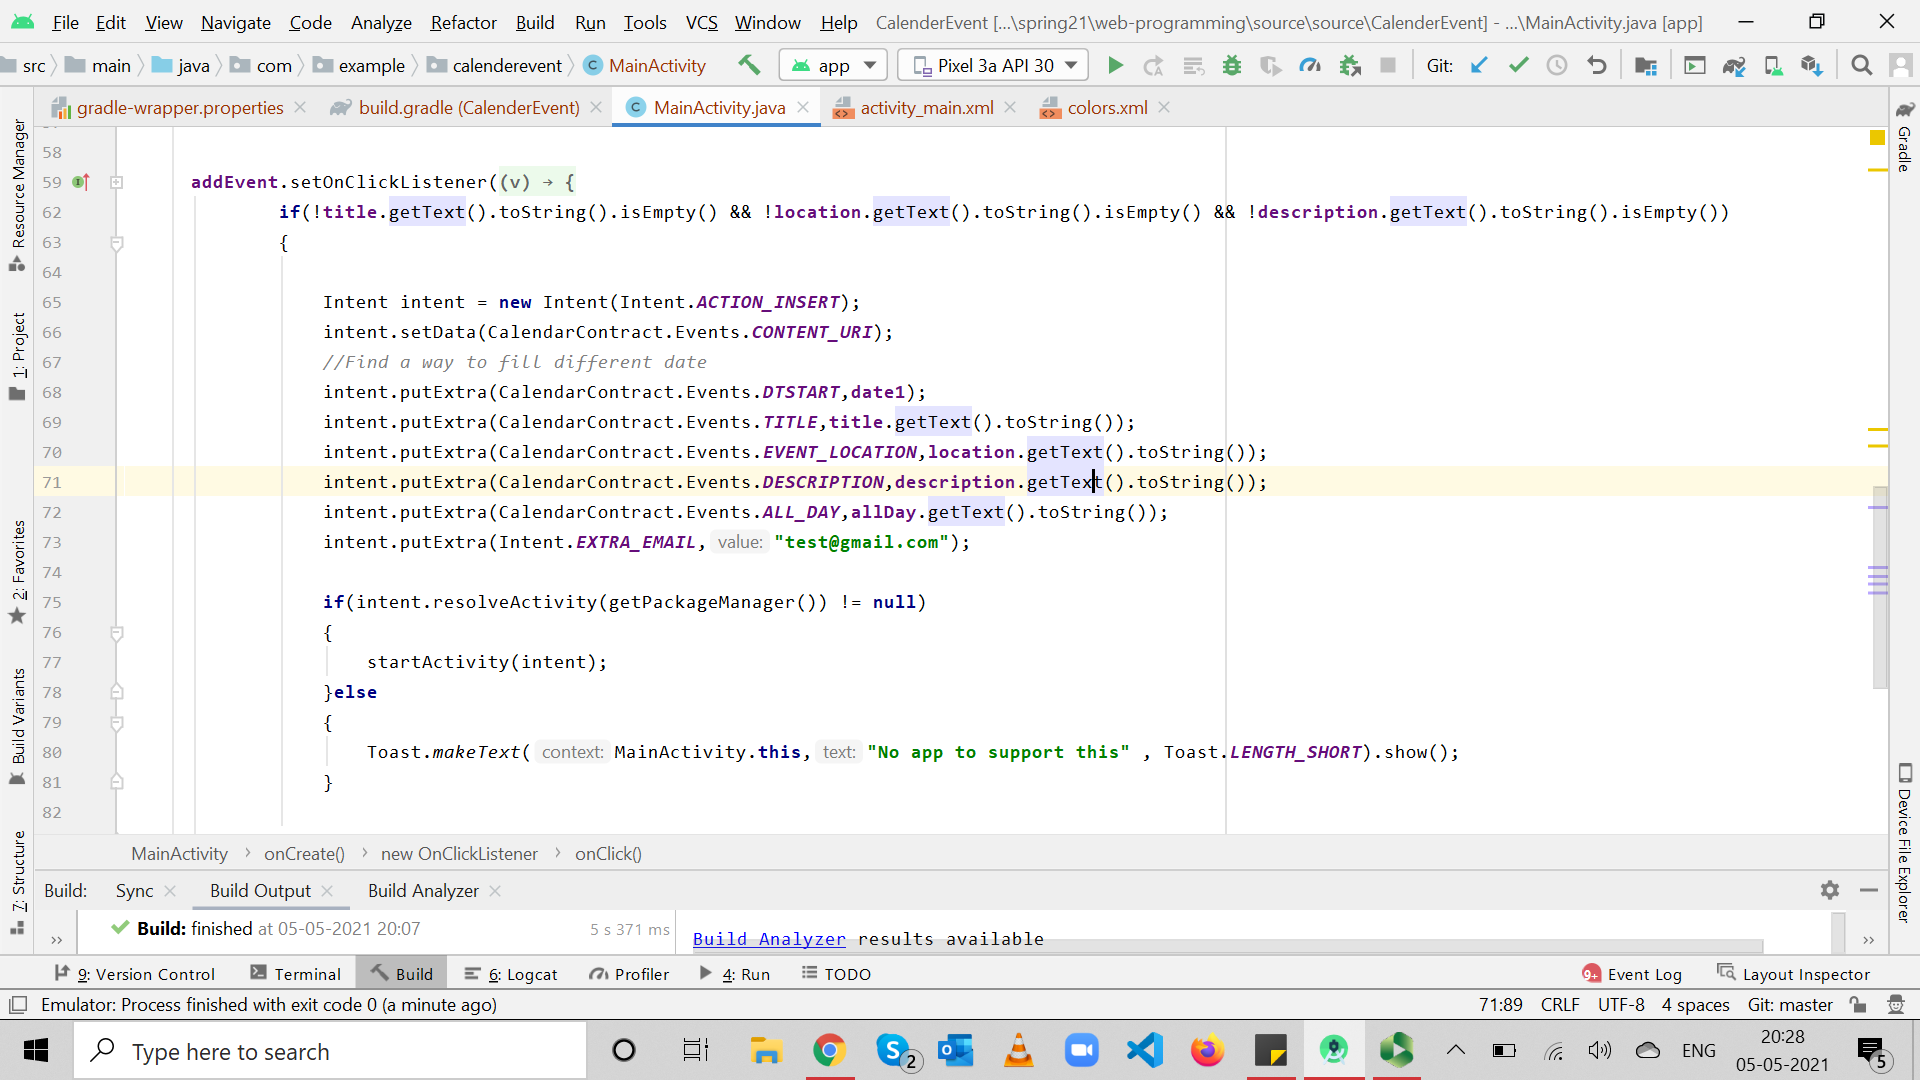 File Edit View Navigate Code Analyze Refactor Build Run Tools VCS Window Help CalenderEvent [...\spring21\web-programming\source\source\CalenderEvent] - ...\MainActivity.java [app]
src main java com example calenderevent MainActivity app Pixel 3a API 30 Git:
gradle-wrapper.properties build.gradle (CalenderEvent) MainActivity.java activity_main.xml colors.xml
58
59 addEvent.setOnClickListener((v) → {
62 if(!title.getText().toString().isEmpty() && !location.getText().toString().isEmpty() && !description.getText().toString().isEmpty())
63 {
64
65 Intent intent = new Intent(Intent.ACTION_INSERT);
66 intent.setData(CalendarContract.Events.CONTENT_URI);
67 //Find a way to fill different date
68 intent.putExtra(CalendarContract.Events.DTSTART,date1);
69 intent.putExtra(CalendarContract.Events.TITLE,title.getText().toString());
70 intent.putExtra(CalendarContract.Events.EVENT_LOCATION,location.getText().toString());
71 intent.putExtra(CalendarContract.Events.DESCRIPTION,description.getText().toString());
72 intent.putExtra(CalendarContract.Events.ALL_DAY,allDay.getText().toString());
73 intent.putExtra(Intent.EXTRA_EMAIL, value: "test@gmail.com");
74
75 if(intent.resolveActivity(getPackageManager()) != null)
76 {
77 startActivity(intent);
78 }else
79 {
80 Toast.makeText( context: MainActivity.this, text: "No app to support this" , Toast.LENGTH_SHORT).show();
81 }
82
MainActivity › onCreate() › new OnClickListener › onClick()
Build: Sync Build Output Build Analyzer
Build: finished at 05-05-2021 20:07 5 s 371 ms
Build Analyzer results available
9: Version Control Terminal Build 6: Logcat Profiler 4: Run TODO 9+ Event Log Layout Inspector
Emulator: Process finished with exit code 0 (a minute ago) 71:89 CRLF UTF-8 4 spaces Git: master
Type here to search 2 ENG 20:28
05-05-2021 5
Resource Manager
1: Project
2: Favorites
Build Variants
7: Structure
Gradle
Device File Explorer